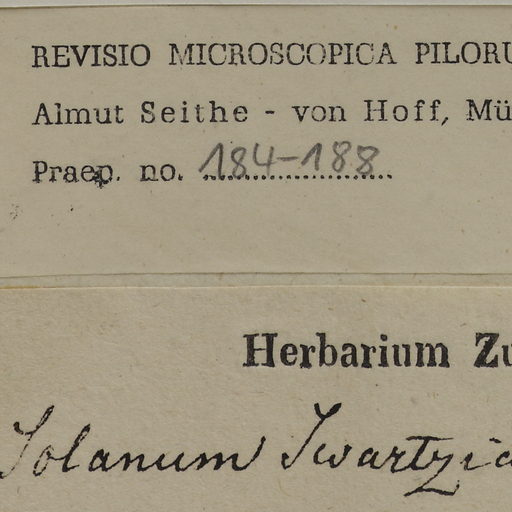 REVISIO MICROSCOPICA PILORU
Almut Seithe - von Hoff, Mü
Praep. no. 184-188
Herbarium Zu
Solanum Swartzia